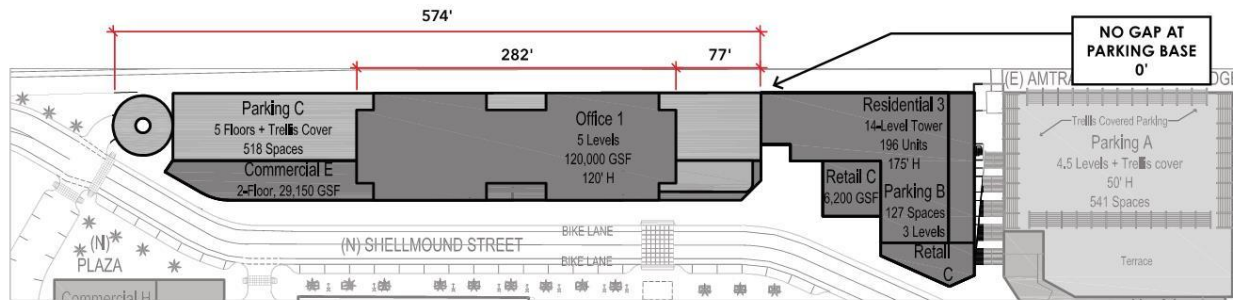 574'
282'
77'
NO GAP AT
PARKING BASE
0'
(E) AMTRA
DGE
Parking C
5 Floors + Trellis Cover
518 Spaces
Commercial E
2-Floor, 29,150 GSF
Office 1
5 Levels
120,000 GSF
120' H
Residential 3
14-Level Tower
196 Units
175' H
Retail C
6,200 GSF
Parking B
127 Spaces
3 Levels
Retail
C
Trellis Covered Parking
Parking A
4.5 Levels + Trellis cover
50' H
541 Spaces
Terrace
BIKE LANE
(N) SHELLMOUND STREET
BIKE LANE
(N)
PLAZA
Commercial H